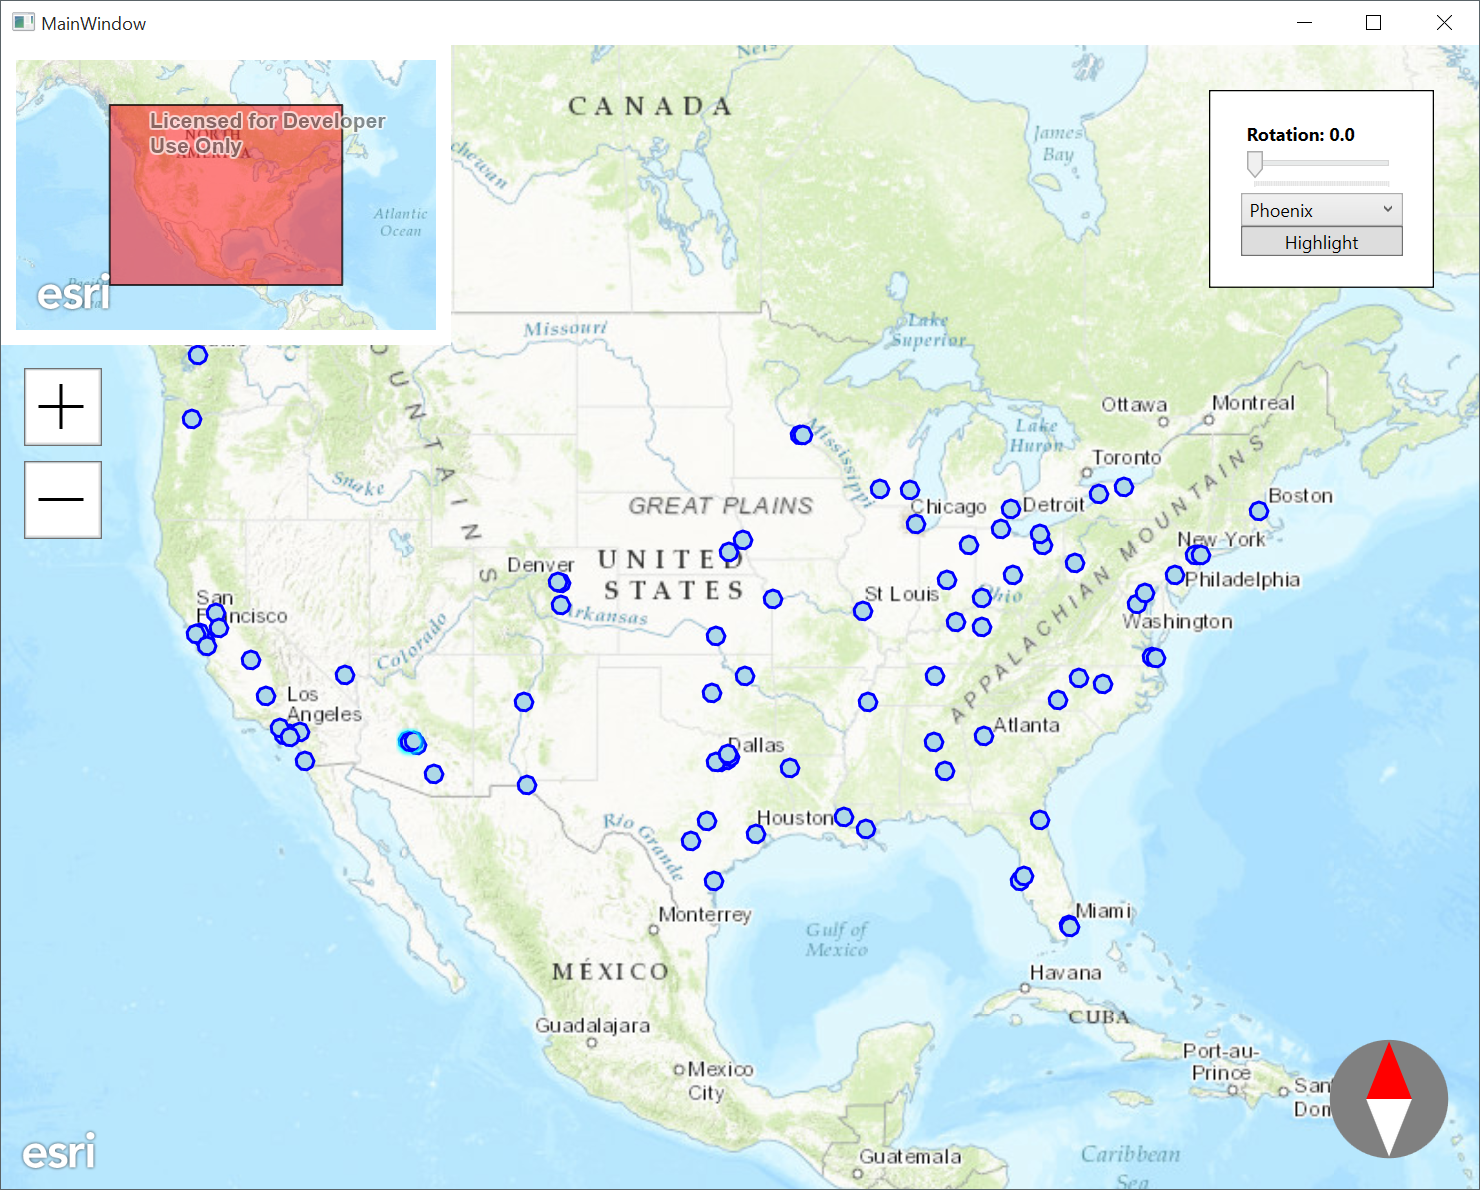 MainWindow
Licensed for Developer
Use Only
NORTH
AMERICA
Atlantic
Ocean
esri
CANADA
James
Bay
Rotation: 0.0
Phoenix
Highlight
Missouri
Lake
Superior
Ottawa
Montreal
Lake
Huron
Toronto
Mississippi
Snake
GREAT PLAINS
Chicago
Detroit
Boston
New York
Denver
UNITED
STATES
St Louis
Ohio
Philadelphia
Washington
APPALACHIAN MOUNTAINS
San
Francisco
Colorado
Arkansas
Los
Angeles
Atlanta
Dallas
Houston
Rio Grande
Monterrey
Miami
Gulf of
Mexico
MÉXICO
Havana
CUBA
Guadalajara
Mexico
City
Port-au-
Prince
San
Dom
Guatemala
Caribbean
Sea
esri